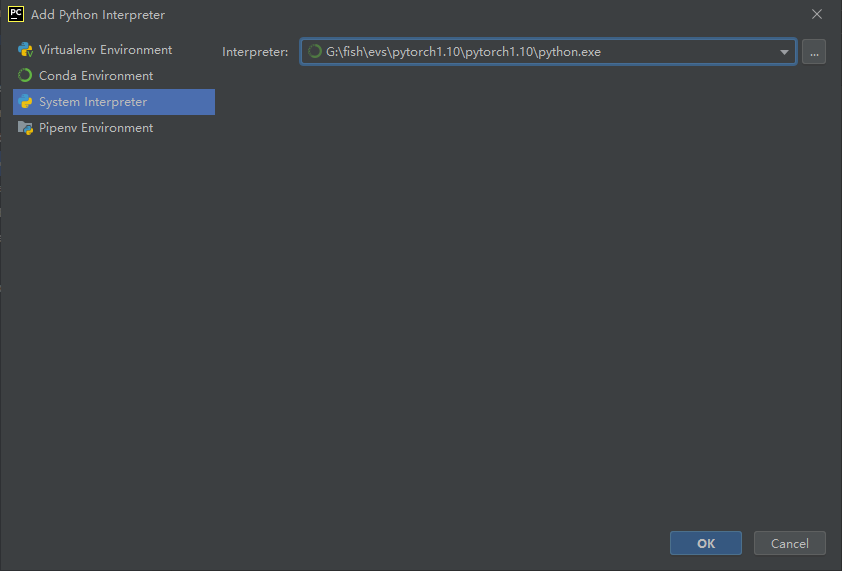 PC Add Python Interpreter
Virtualenv Environment
Interpreter: G:\fish\evs\pytorch1.10\pytorch1.10\python.exe ...
Conda Environment
System Interpreter
Pipenv Environment
OK Cancel